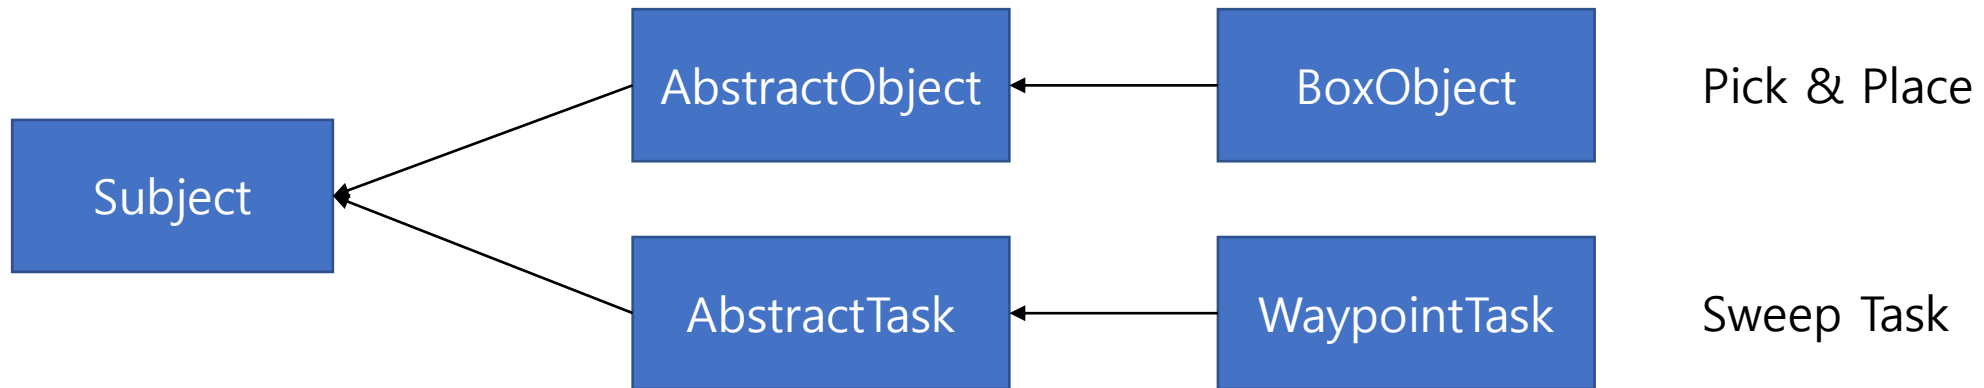 AbstractObject
BoxObject
Pick & Place
Subject
AbstractTask
WaypointTask
Sweep Task